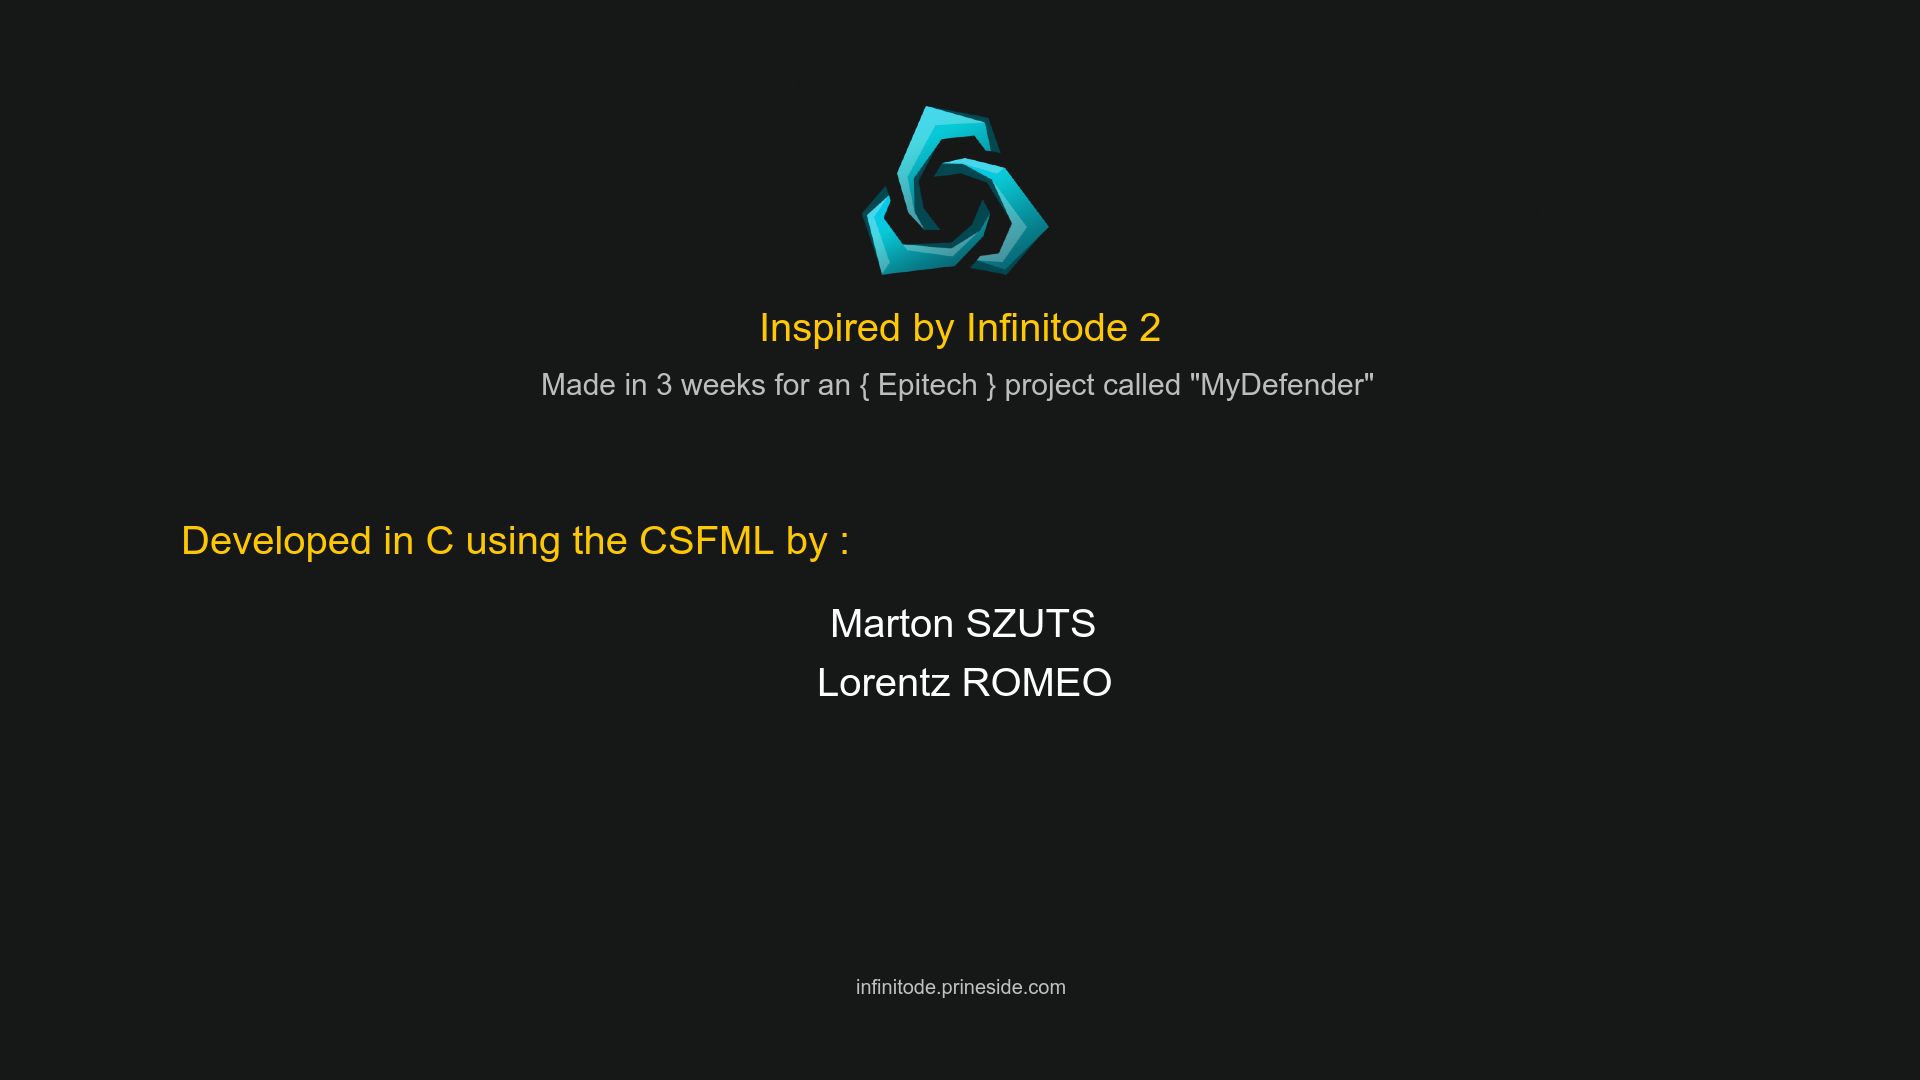 Inspired by Infinitode 2
Made in 3 weeks for an { Epitech } project called "MyDefender"
Developed in C using the CSFML by :
Marton SZUTS
Lorentz ROMEO
infinitode.prineside.com